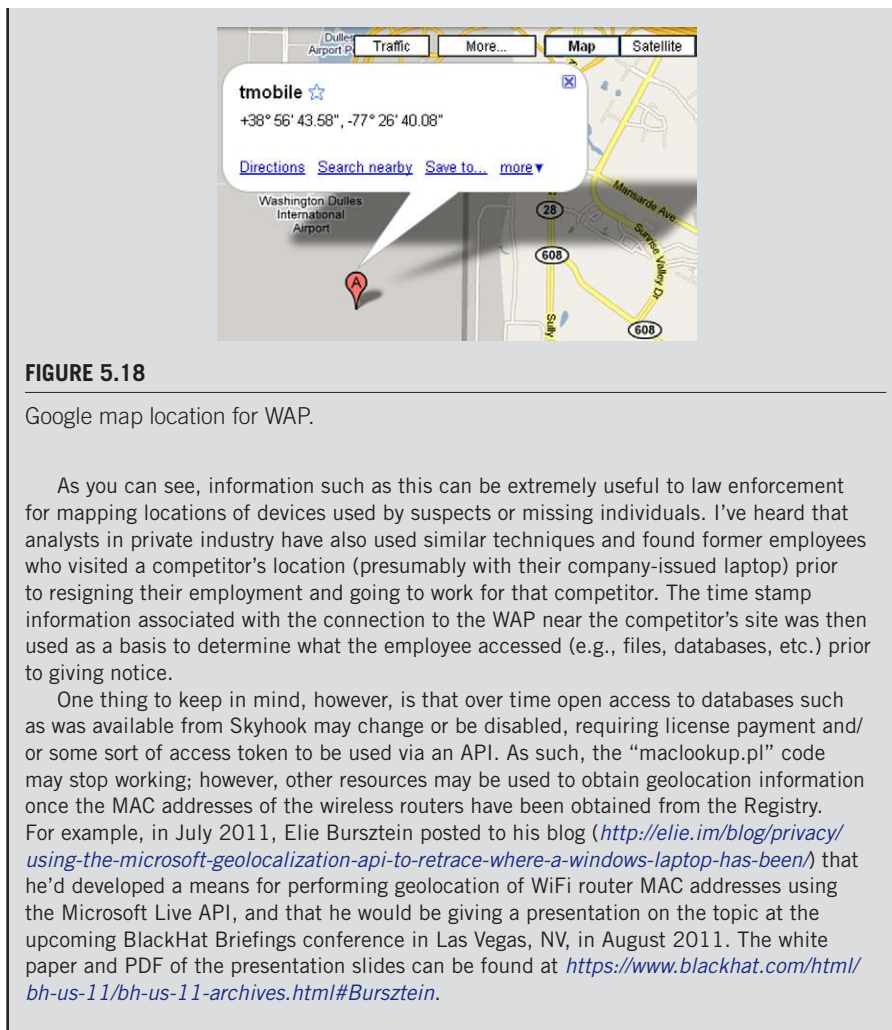 Dulles
Airport P
Traffic
More...
Map
Satellite
tmobile
+38° 56' 43.58", -77° 26' 40.08"
Directions Search nearby Save to... more▼
Washington Dulles
International
Airport
A
28
Mansarde Ave
Sunrise Valley Dr
608
Sully
608
FIGURE 5.18
Google map location for WAP.
As you can see, information such as this can be extremely useful to law enforcement
for mapping locations of devices used by suspects or missing individuals. I’ve heard that
analysts in private industry have also used similar techniques and found former employees
who visited a competitor’s location (presumably with their company-issued laptop) prior
to resigning their employment and going to work for that competitor. The time stamp
information associated with the connection to the WAP near the competitor’s site was then
used as a basis to determine what the employee accessed (e.g., files, databases, etc.) prior
to giving notice.
One thing to keep in mind, however, is that over time open access to databases such
as was available from Skyhook may change or be disabled, requiring license payment and/
or some sort of access token to be used via an API. As such, the “maclookup.pl” code
may stop working; however, other resources may be used to obtain geolocation information
once the MAC addresses of the wireless routers have been obtained from the Registry.
For example, in July 2011, Elie Bursztein posted to his blog (http://elie.im/blog/privacy/
using-the-microsoft-geolocalization-api-to-retrace-where-a-windows-laptop-has-been/) that
he’d developed a means for performing geolocation of WiFi router MAC addresses using
the Microsoft Live API, and that he would be giving a presentation on the topic at the
upcoming BlackHat Briefings conference in Las Vegas, NV, in August 2011. The white
paper and PDF of the presentation slides can be found at https://www.blackhat.com/html/
bh-us-11/bh-us-11-archives.html#Bursztein.